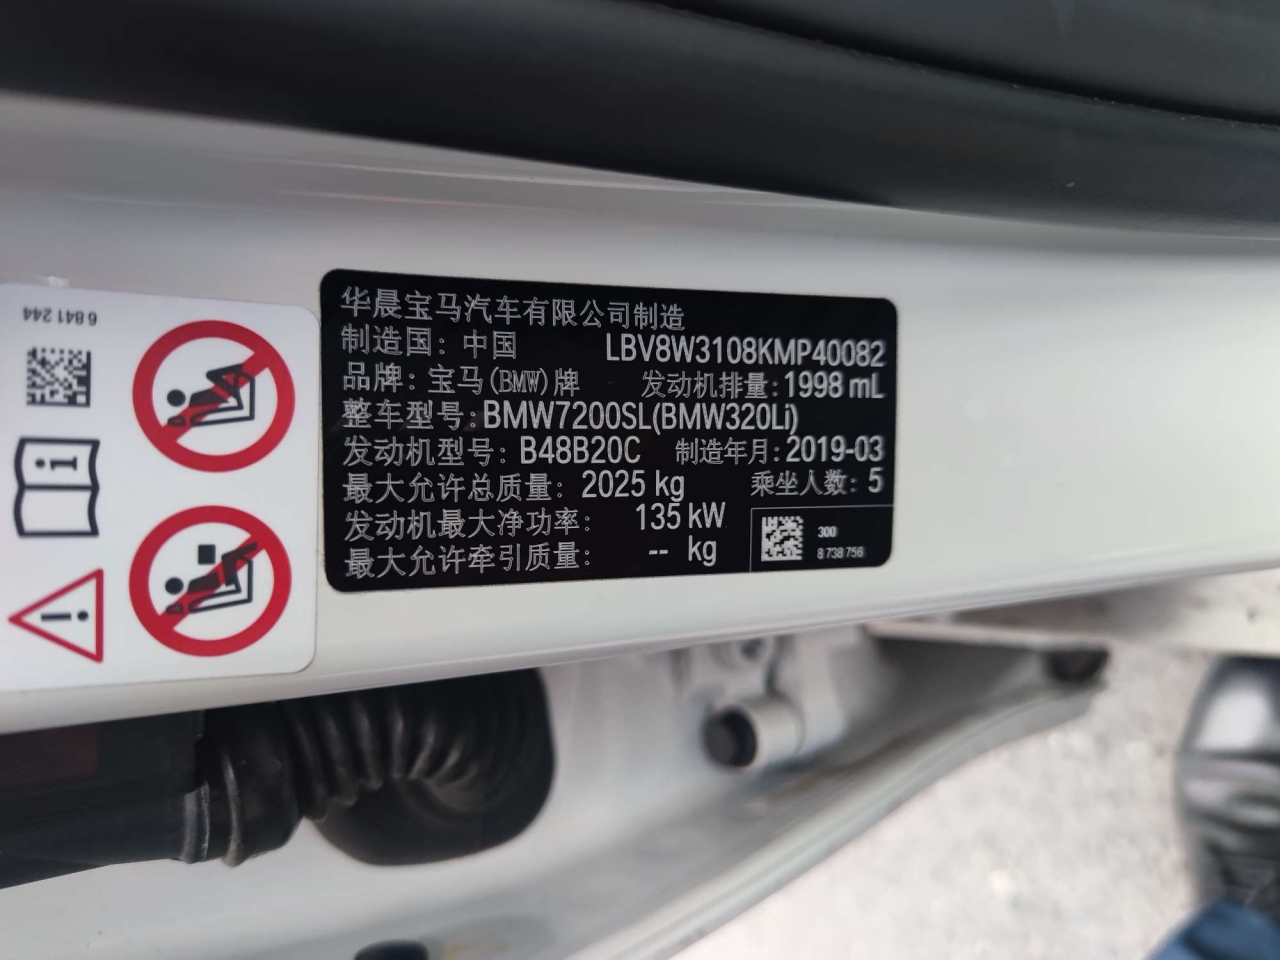 华晨宝马汽车有限公司制造
制造国：中国 LBV8W3108KMP40082
品牌：宝马(BMW)牌 发动机排量：1998 mL
整车型号：BMW7200SL(BMW320Li)
发动机型号：B48B20C 制造年月：2019-03
最大允许总质量：2025 kg 乘坐人数：5
发动机最大净功率：135 kW
最大允许牵引质量：-- kg
300
8 738 756
6 841 244